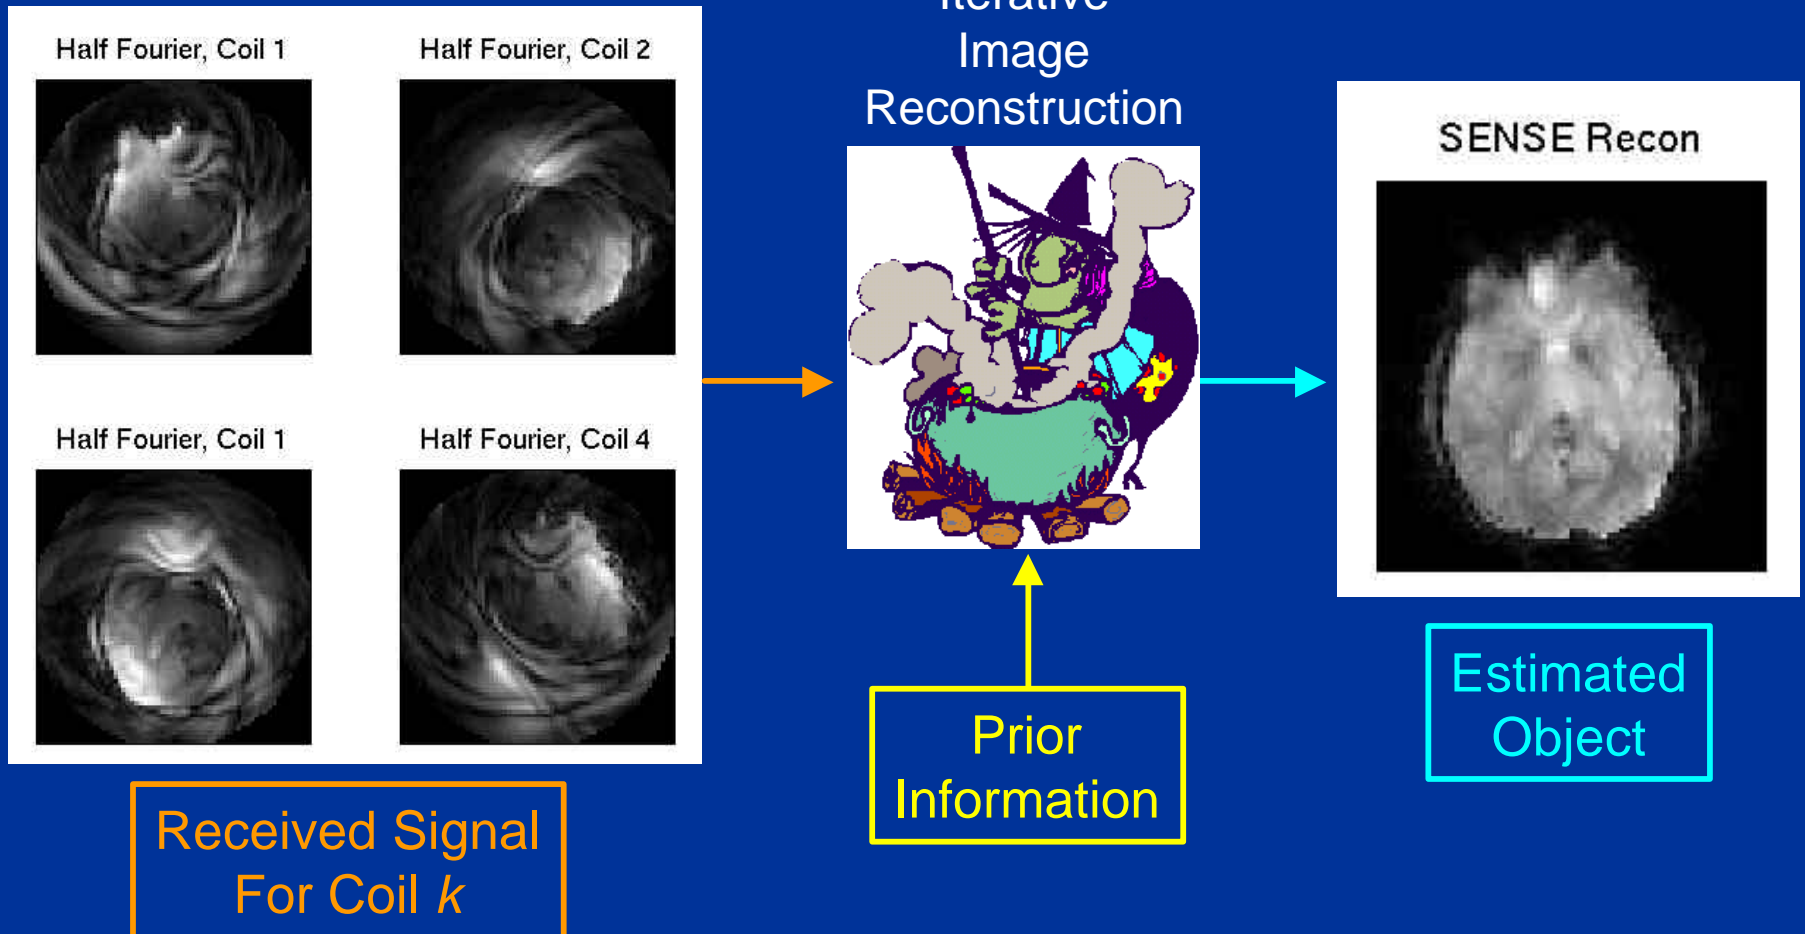 Half Fourier, Coil 1
Half Fourier, Coil 2
Half Fourier, Coil 1
Half Fourier, Coil 4
Received Signal
For Coil k
Iterative
Image
Reconstruction
Prior
Information
SENSE Recon
Estimated
Object